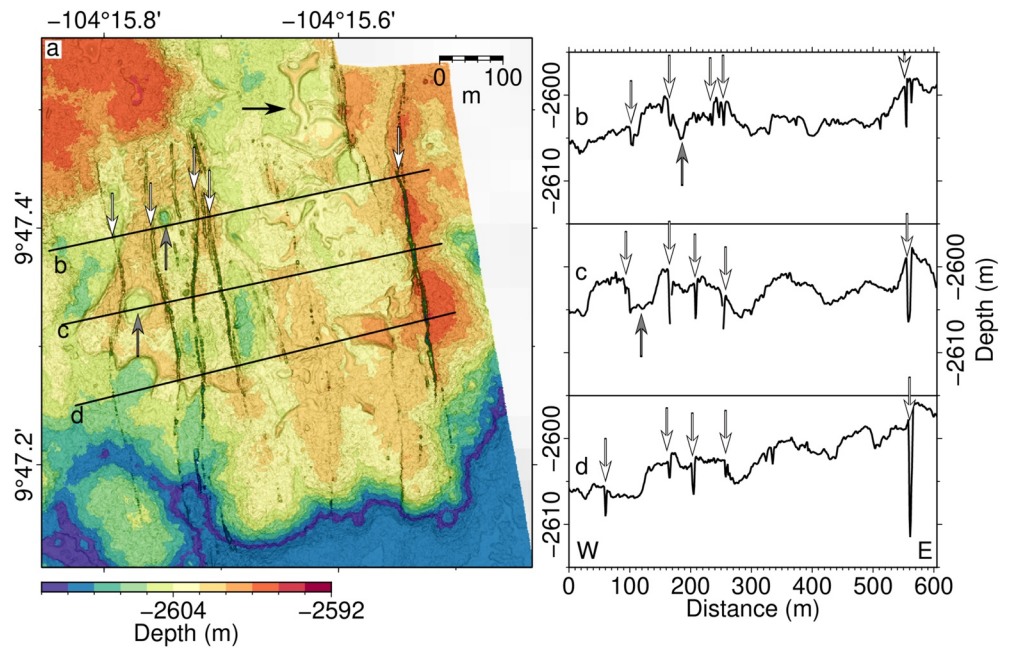 −104°15.8'
−104°15.6'
a
0
100
m
9°47.4'
9°47.2'
b
c
d
−2604
−2592
Depth (m)
b
−2600
−2610
c
−2600
−2610
Depth (m)
d
−2600
−2610
W
E
0
100
200
300
400
500
600
Distance (m)